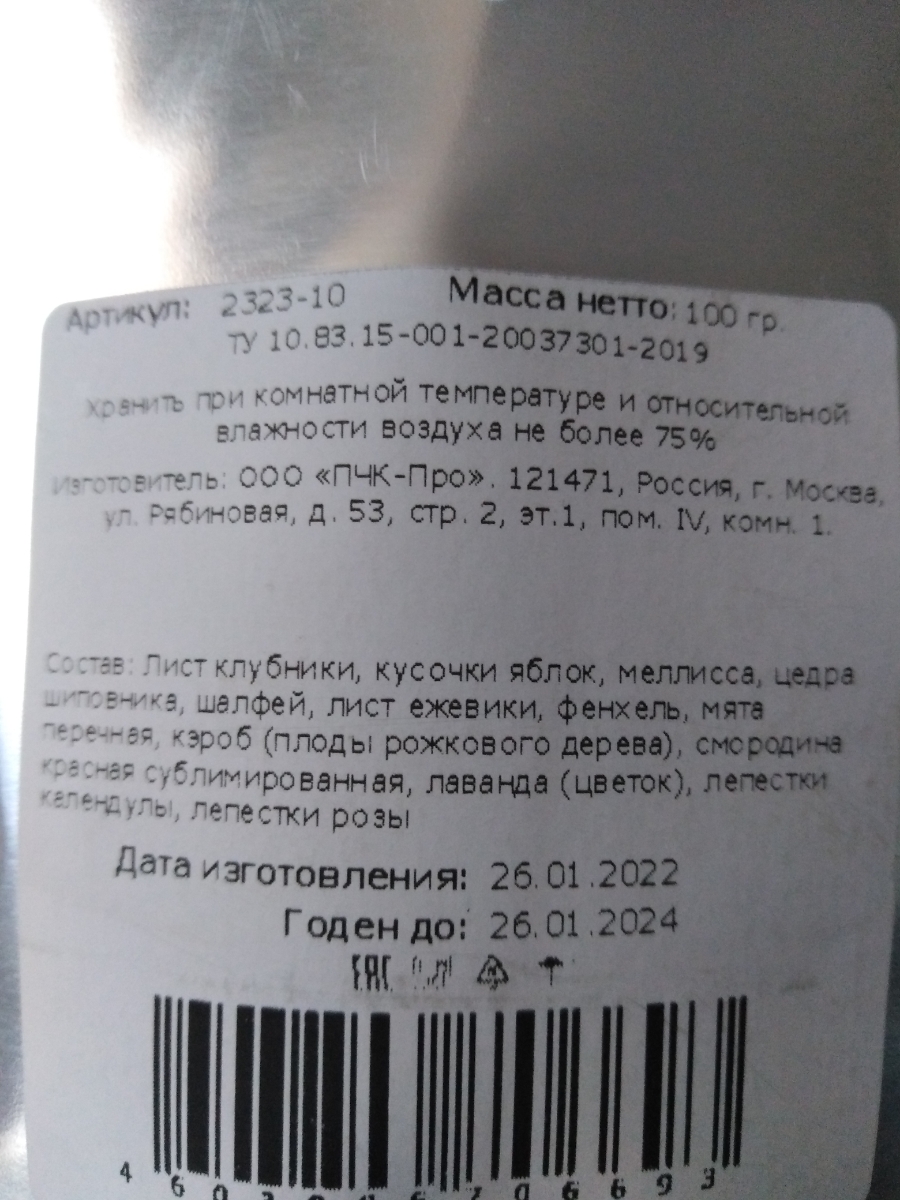 Артикул: 2323-10 Масса нетто: 100 гр.
ТУ 10.83.15-001-20037301-2019
хранить при комнатной температуре и относительной
влажности воздуха не более 75%
Изготовитель: ООО «ПЧК-Про». 121471, Россия, г. Москва,
ул. Рябиновая, д. 53, стр. 2, эт.1, пом. IV, комн. 1.
Состав: Лист клубники, кусочки яблок, меллисса, цедра
шиповника, шалфей, лист ежевики, фенхель, мята
перечная, кэроб (плоды рожкового дерева), смородина
красная сублимированная, лаванда (цветок), лепестки
календулы, лепестки розы
Дата изготовления: 26.01.2022
Годен до: 26.01.2024
EAC